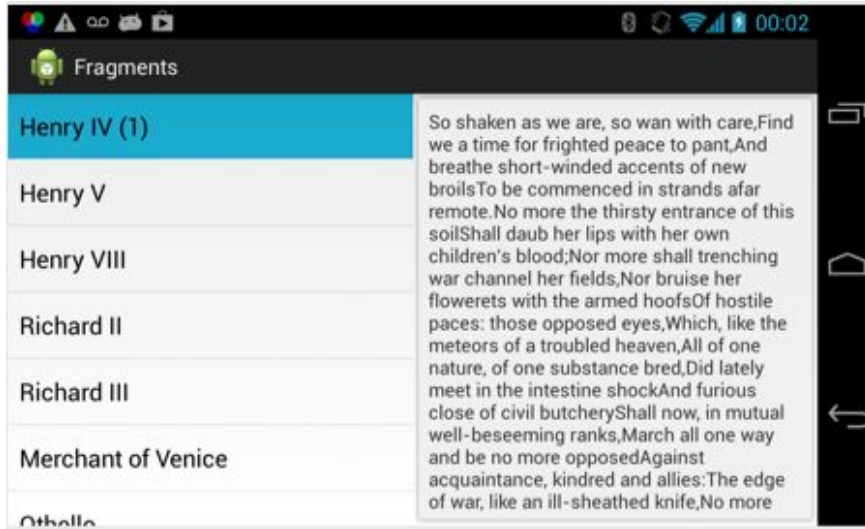 00:02
Fragments
Henry IV (1)
Henry V
Henry VIII
Richard II
Richard III
Merchant of Venice
Othello
So shaken as we are, so wan with care,Find
we a time for frighted peace to pant,And
breathe short-winded accents of new
broilsTo be commenced in strands afar
remote.No more the thirsty entrance of this
soilShall daub her lips with her own
children's blood;Nor more shall trenching
war channel her fields,Nor bruise her
flowerets with the armed hoofsOf hostile
paces: those opposed eyes,Which, like the
meteors of a troubled heaven,All of one
nature, of one substance bred,Did lately
meet in the intestine shockAnd furious
close of civil butcheryShall now, in mutual
well-beseeming ranks,March all one way
and be no more opposedAgainst
acquaintance, kindred and allies:The edge
of war, like an ill-sheathed knife,No more